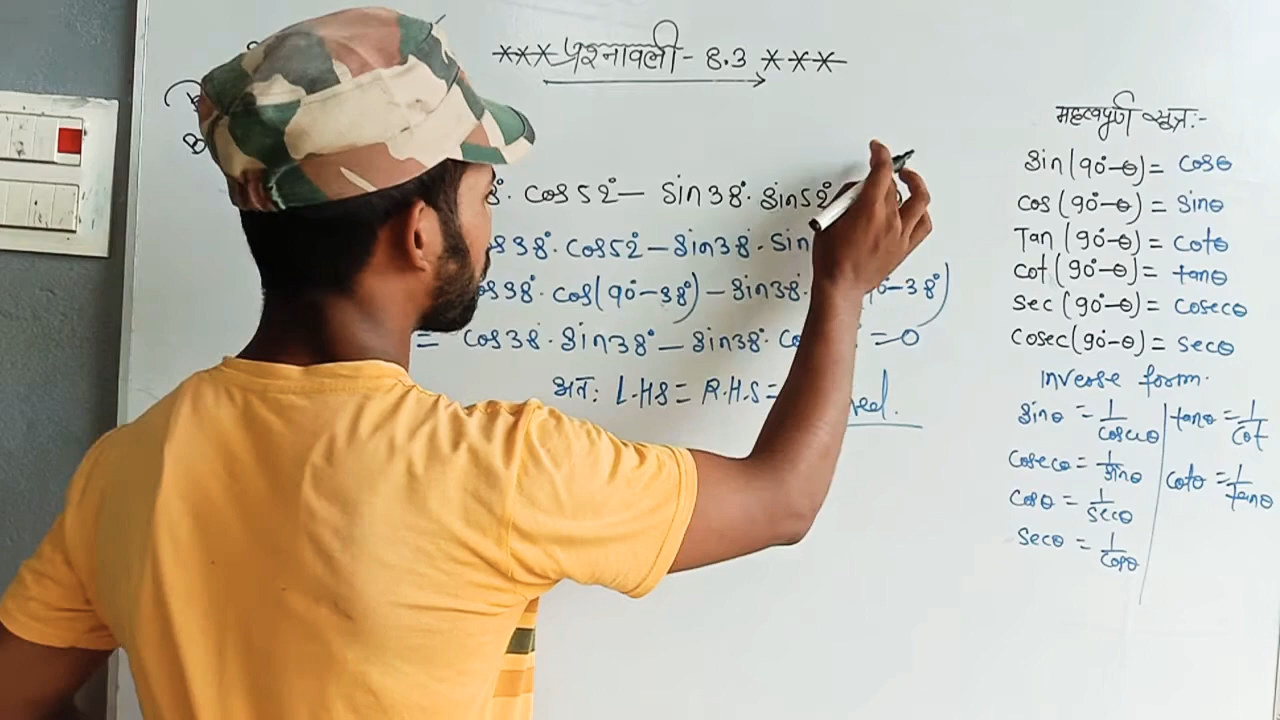 *** प्रश्नावली - 8.3 ***
cos52° - sin38°. sin52°
38°. cos52 - sin38. sin
38°. cos(90°-38°) - sin38. -38°)
= cos38. sin38° - sin38°. = 0
अतः L.H.S = R.H.S =
महत्वपूर्ण सूत्र :-
sin(90°-θ) = cosθ
cos(90°-θ) = sinθ
Tan(90°-θ) = cotθ
cot(90°-θ) = tanθ
sec(90°-θ) = cosecθ
cosec(90°-θ) = secθ
Inverse form.
sinθ = 1/cosecθ
cosecθ = 1/sinθ
cosθ = 1/secθ
secθ = 1/cosθ
tanθ = 1/cot
cotθ = 1/tanθ